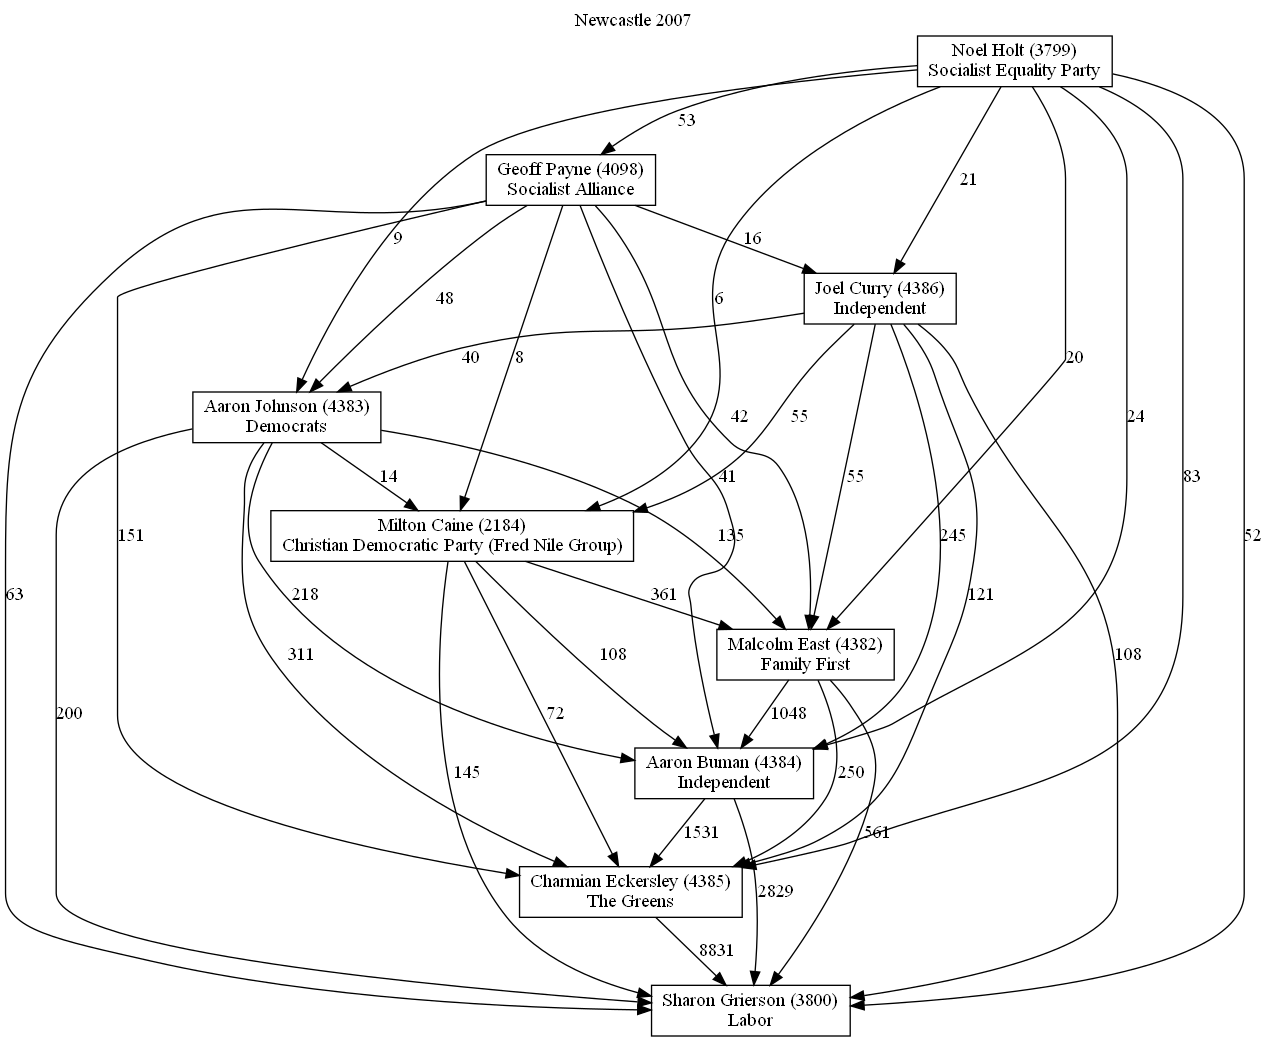 Newcastle 2007
Noel Holt (3799)
Socialist Equality Party
53
Geoff Payne (4098)
Socialist Alliance
21
9
16
48
6
Joel Curry (4386)
Independent
40
8
20
Aaron Johnson (4383)
Democrats
42
55
24
14
41
55
83
Milton Caine (2184)
Christian Democratic Party (Fred Nile Group)
151
135
245
52
63
218
361
121
311
108
Malcolm East (4382)
Family First
108
200
72
1048
Aaron Buman (4384)
Independent
145
250
1531
561
Charmian Eckersley (4385)
The Greens
2829
8831
Sharon Grierson (3800)
Labor